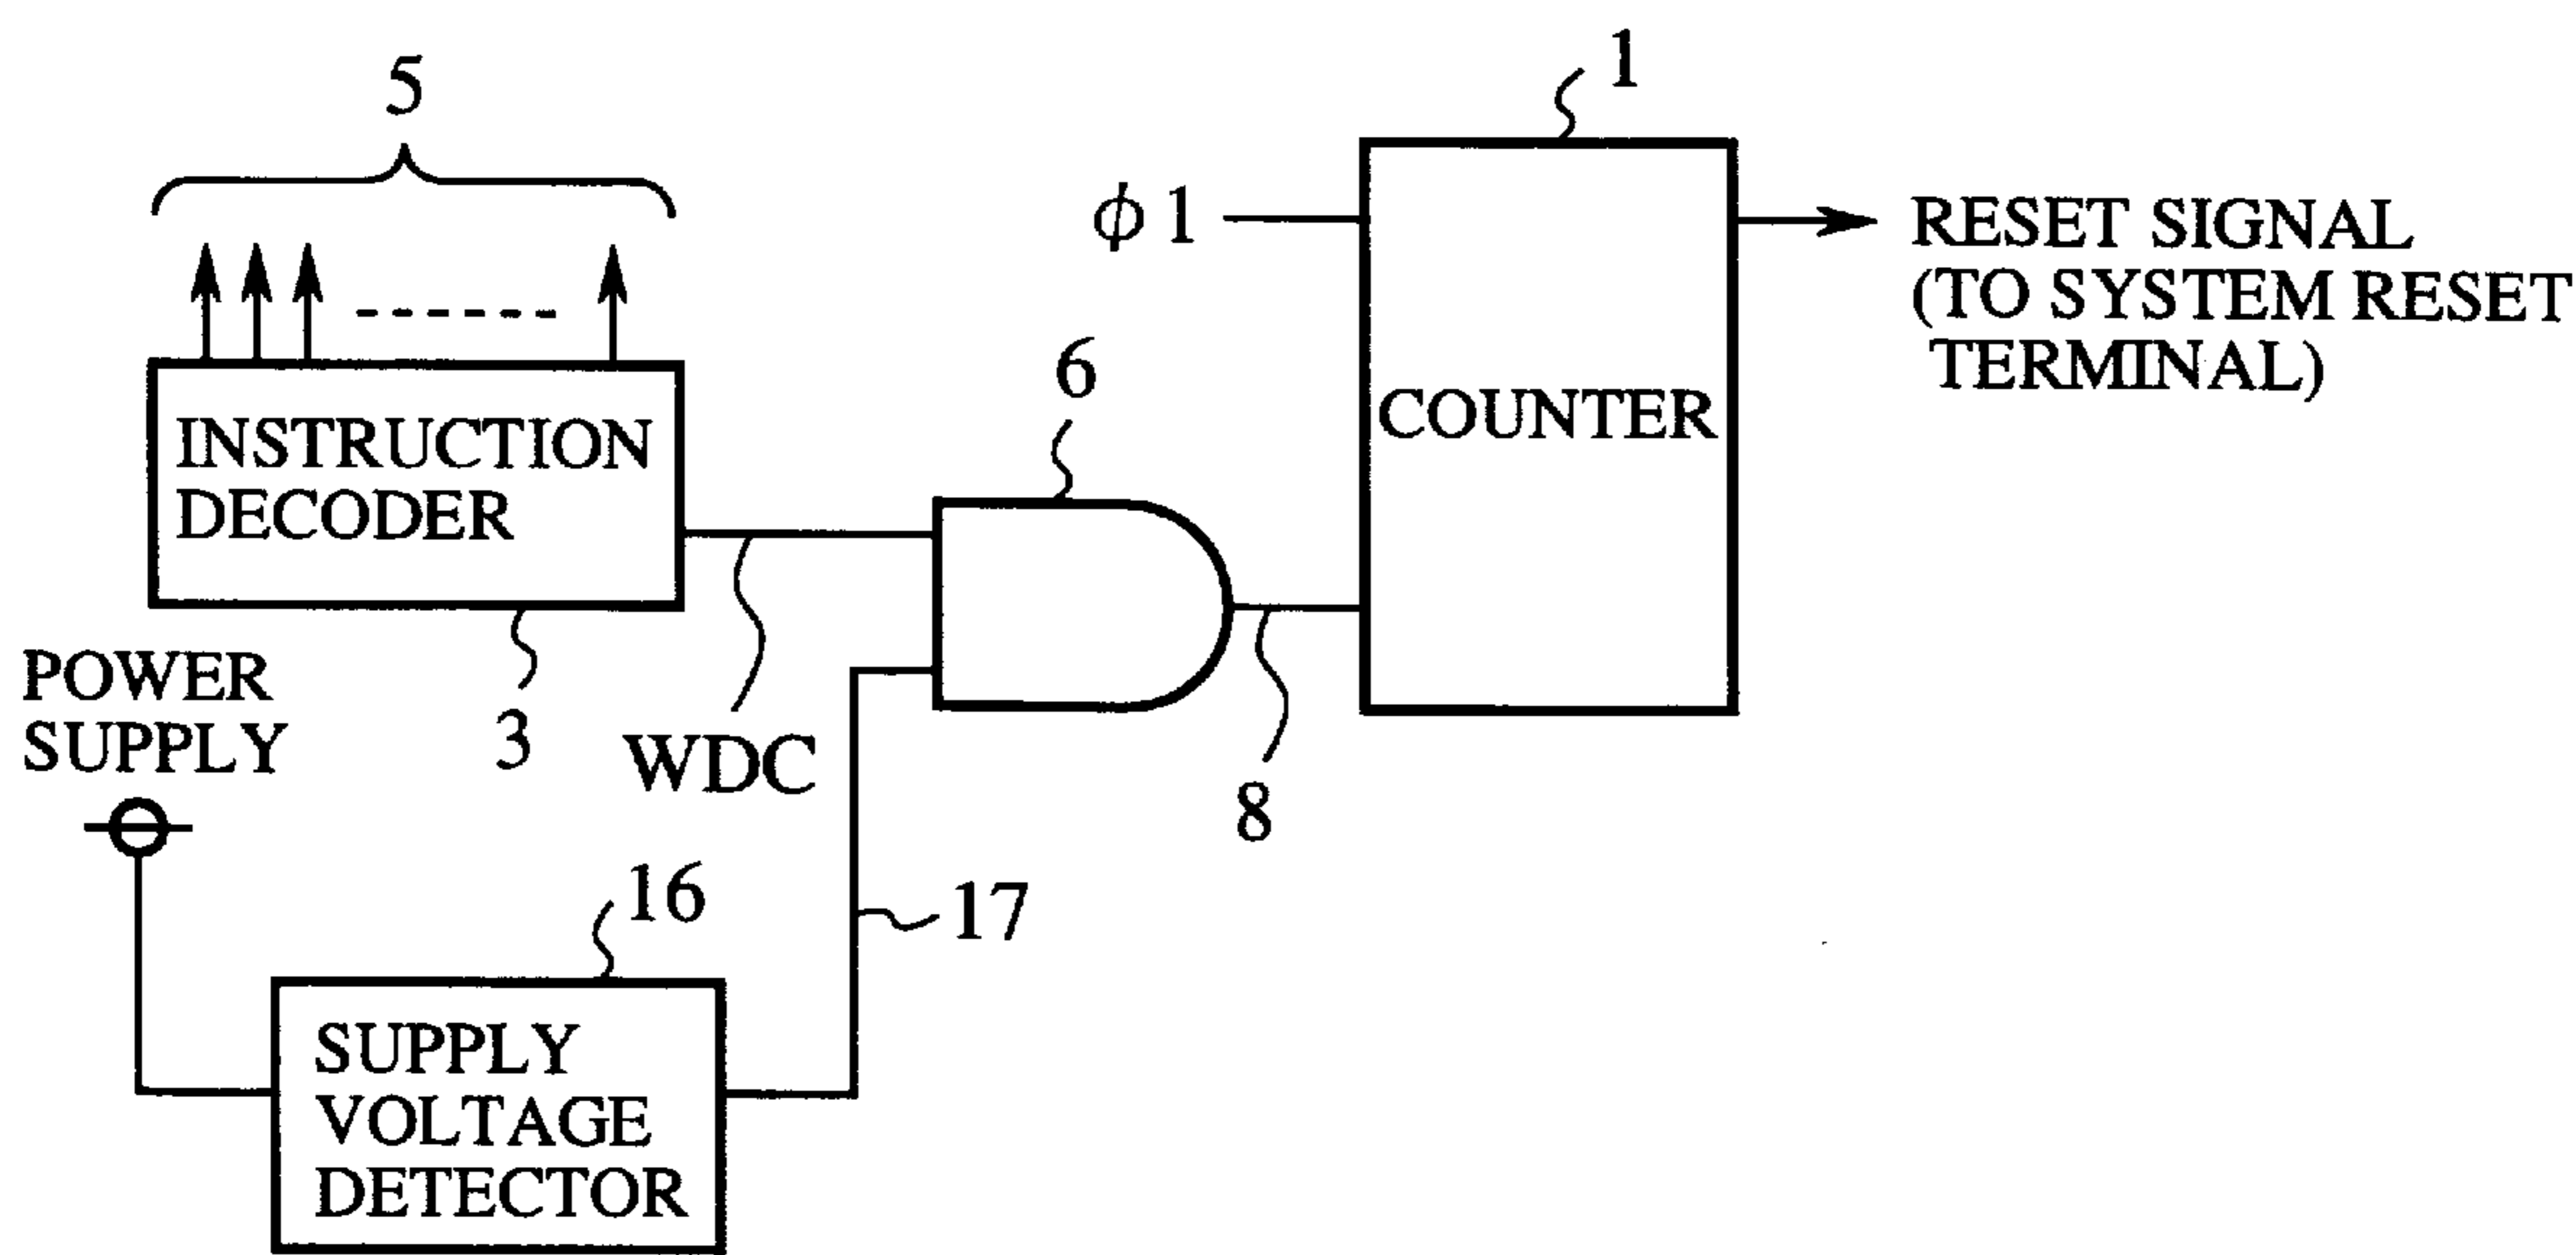 5
1
φ1
RESET SIGNAL
(TO SYSTEM RESET
TERMINAL)
6
COUNTER
INSTRUCTION
DECODER
3
WDC
8
POWER
SUPPLY
16
17
SUPPLY
VOLTAGE
DETECTOR